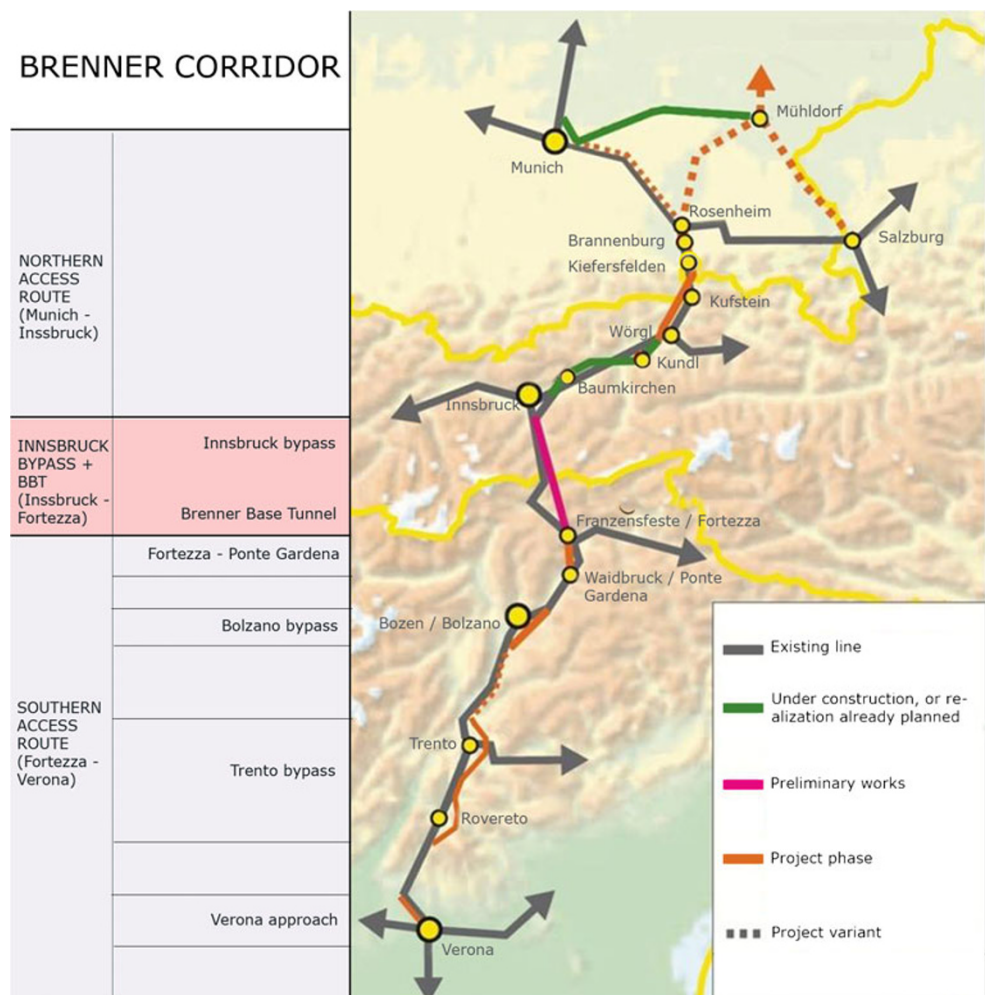 BRENNER CORRIDOR
NORTHERN
ACCESS
ROUTE
(Munich -
Inssbruck)
INNSBRUCK
BYPASS +
BBT
(Inssbruck -
Fortezza)
Innsbruck bypass
Brenner Base Tunnel
SOUTHERN
ACCESS
ROUTE
(Fortezza -
Verona)
Fortezza - Ponte Gardena
Bolzano bypass
Trento bypass
Verona approach
Mühldorf
Munich
Rosenheim
Salzburg
Brannenburg
Kiefersfelden
Kufstein
Wörgl
Kundl
Baumkirchen
Innsbruck
Franzensfeste / Fortezza
Waidbruck / Ponte
Gardena
Bozen / Bolzano
Trento
Rovereto
Verona
Existing line
Under construction, or re-
alization already planned
Preliminary works
Project phase
Project variant